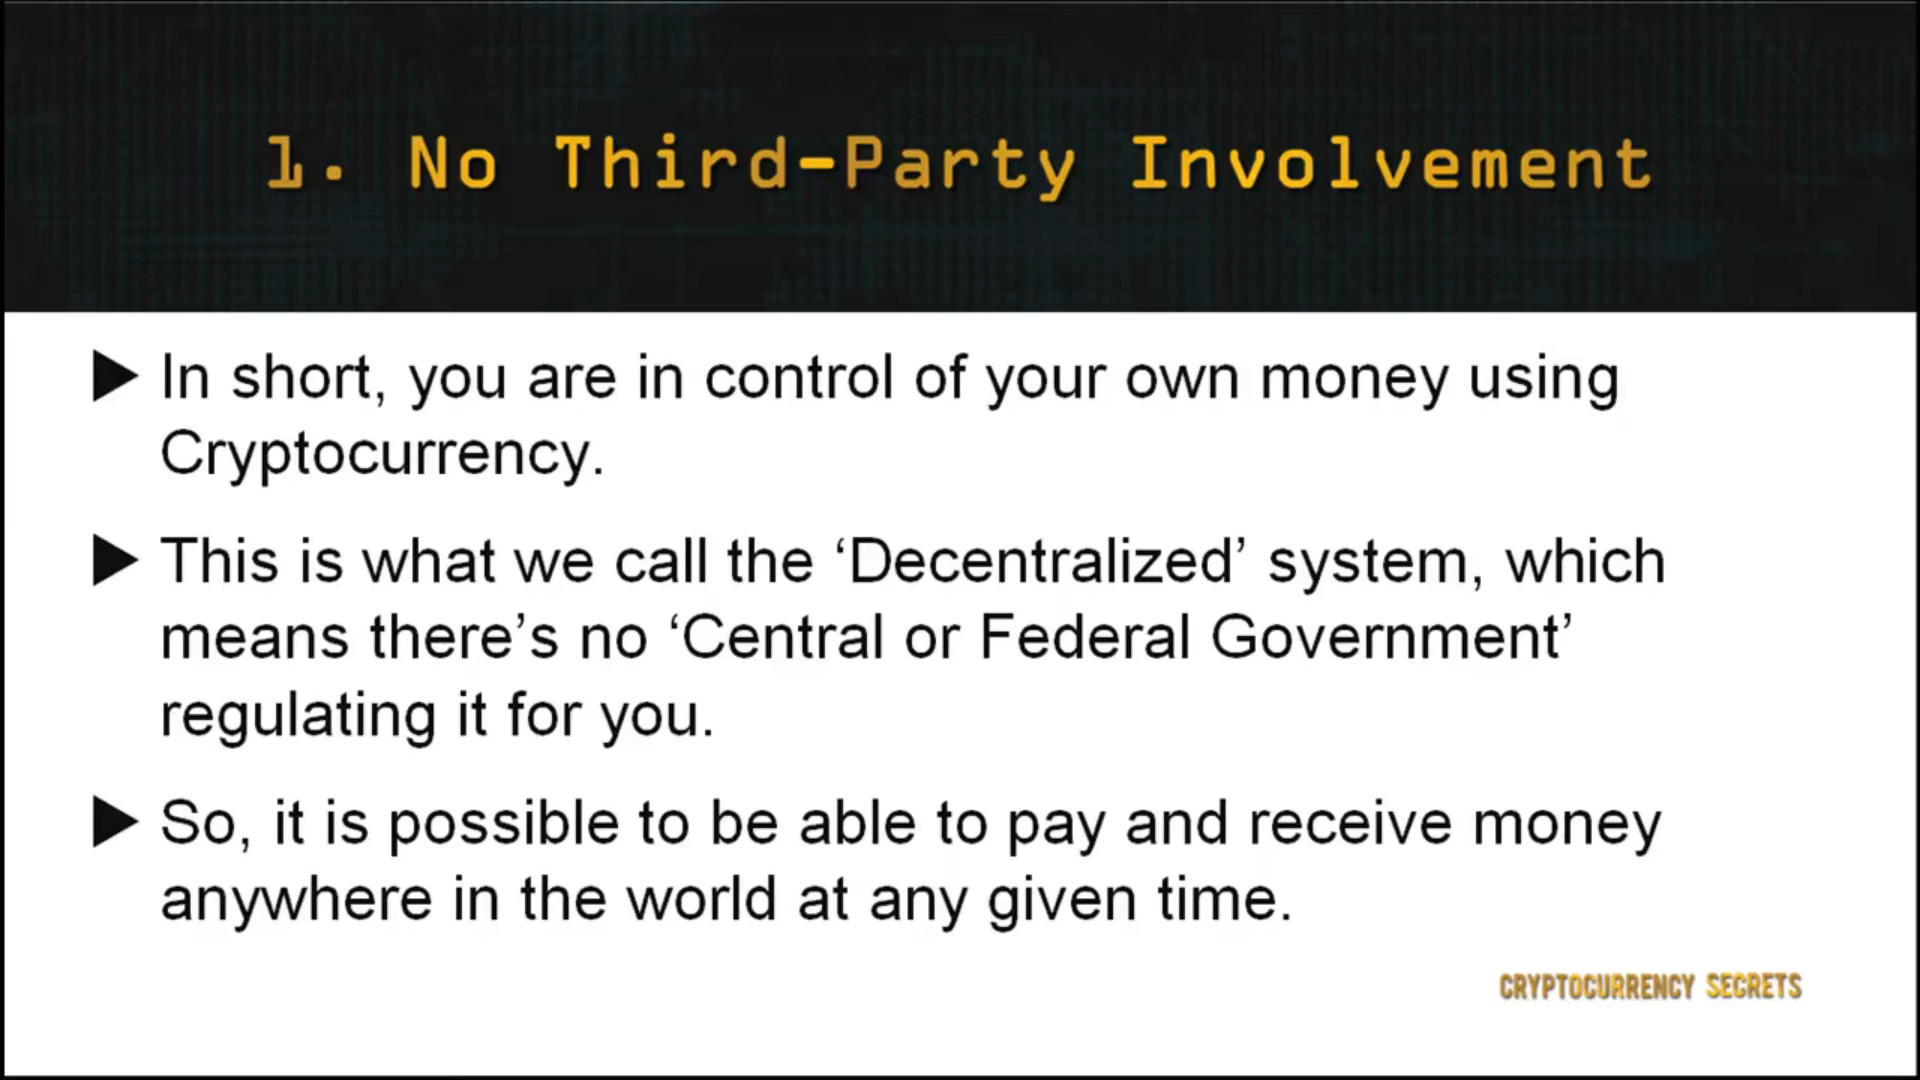 1. No Third-Party Involvement
In short, you are in control of your own money using
Cryptocurrency.
This is what we call the ‘Decentralized’ system, which
means there’s no ‘Central or Federal Government’
regulating it for you.
So, it is possible to be able to pay and receive money
anywhere in the world at any given time.
CRYPTOCURRENCY SECRETS